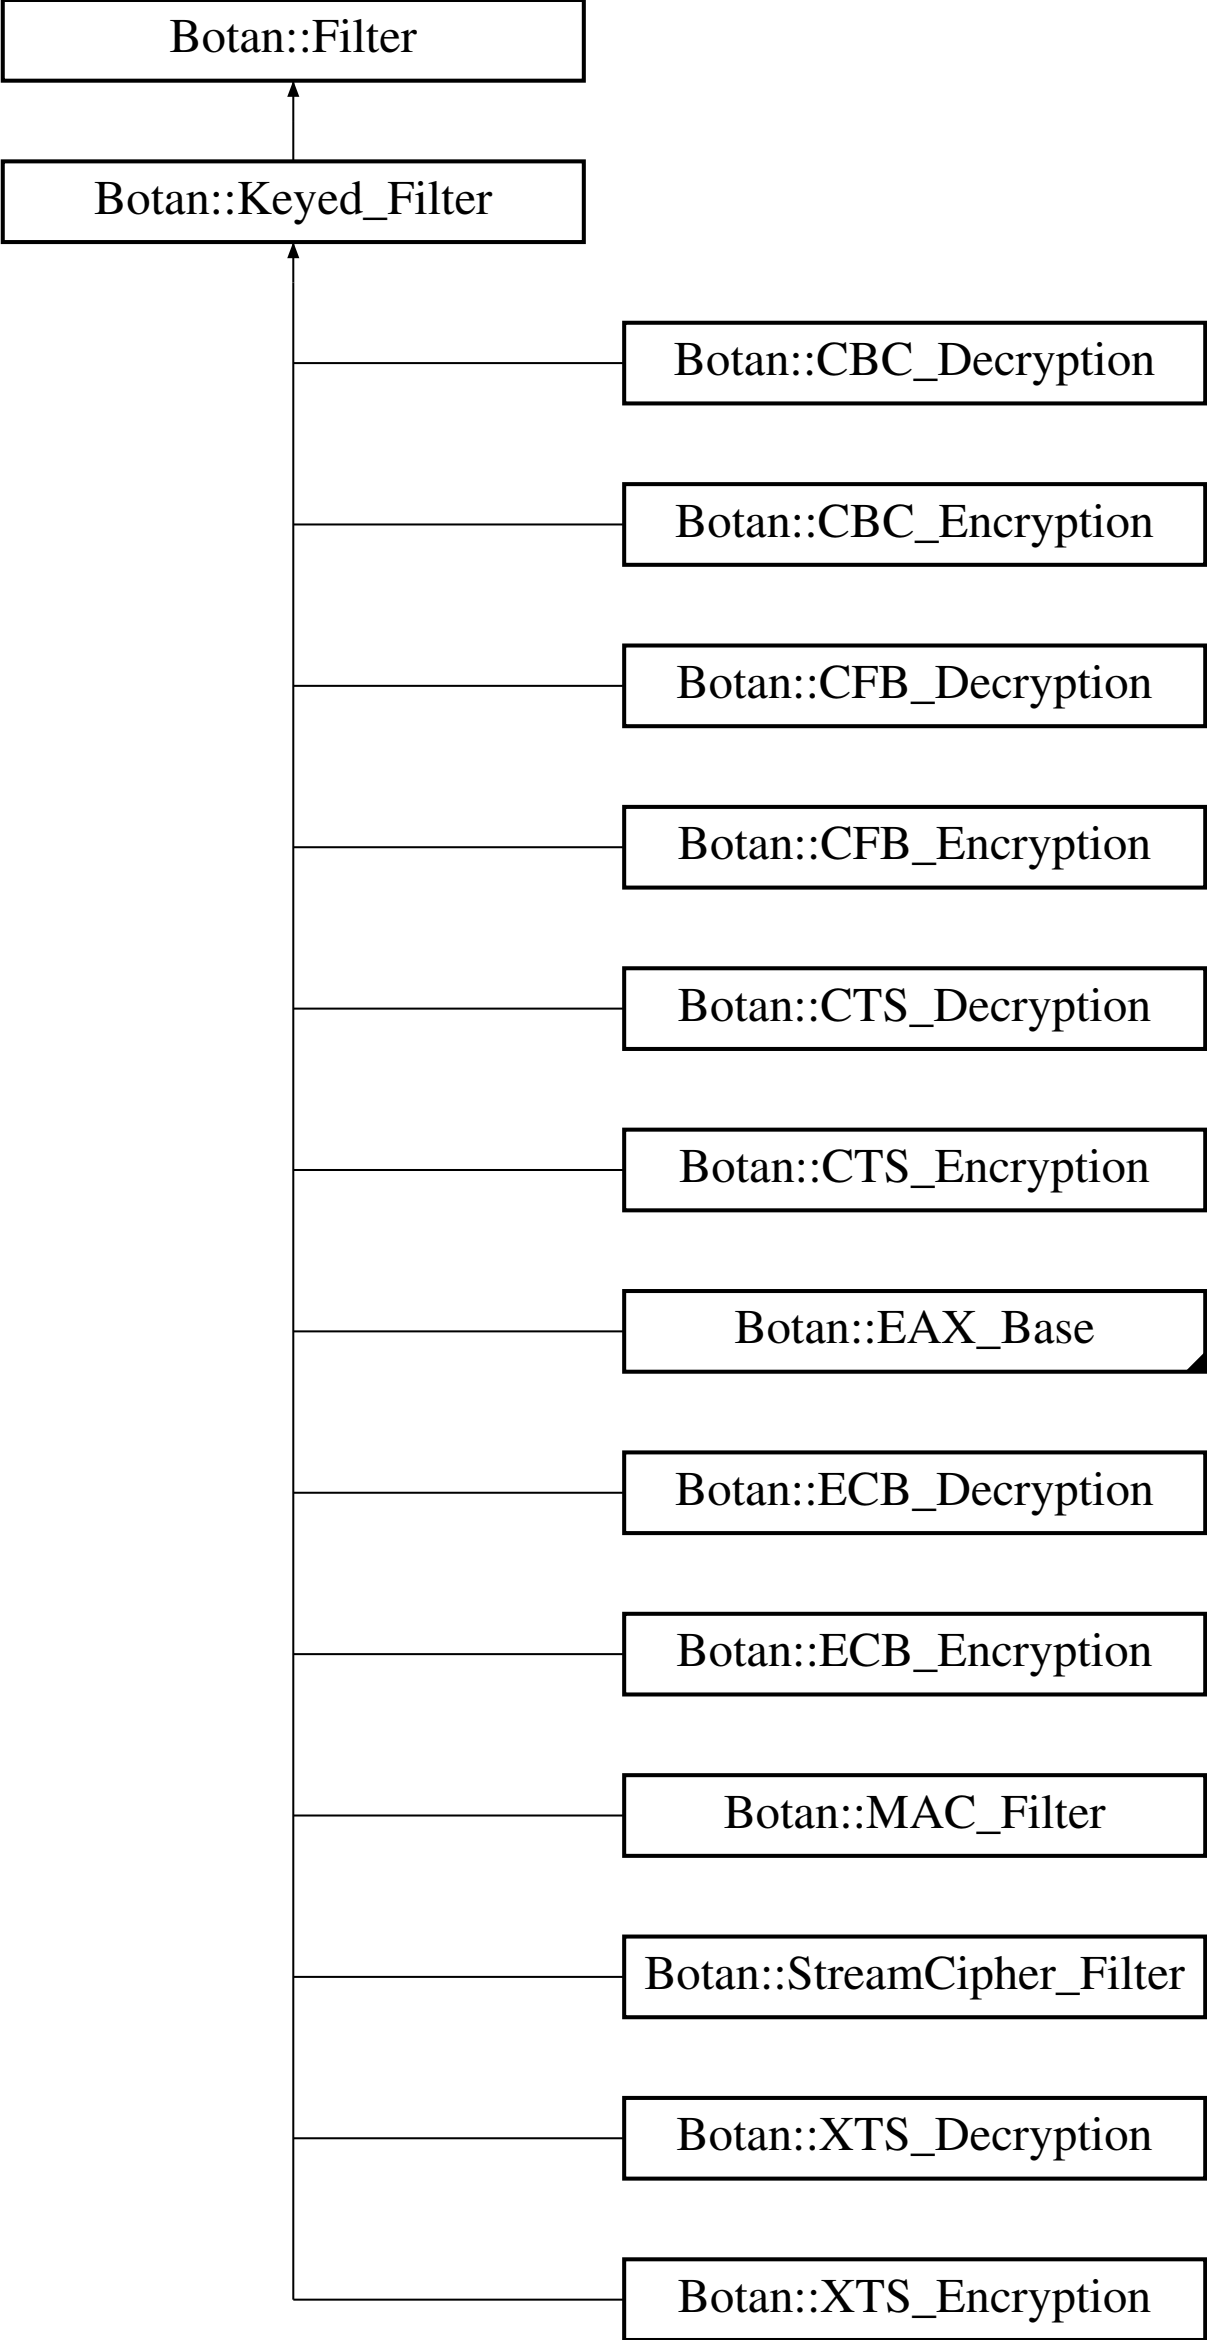 Botan::Filter
Botan::Keyed_Filter
Botan::CBC_Decryption
Botan::CBC_Encryption
Botan::CFB_Decryption
Botan::CFB_Encryption
Botan::CTS_Decryption
Botan::CTS_Encryption
Botan::EAX_Base
Botan::ECB_Decryption
Botan::ECB_Encryption
Botan::MAC_Filter
Botan::StreamCipher_Filter
Botan::XTS_Decryption
Botan::XTS_Encryption